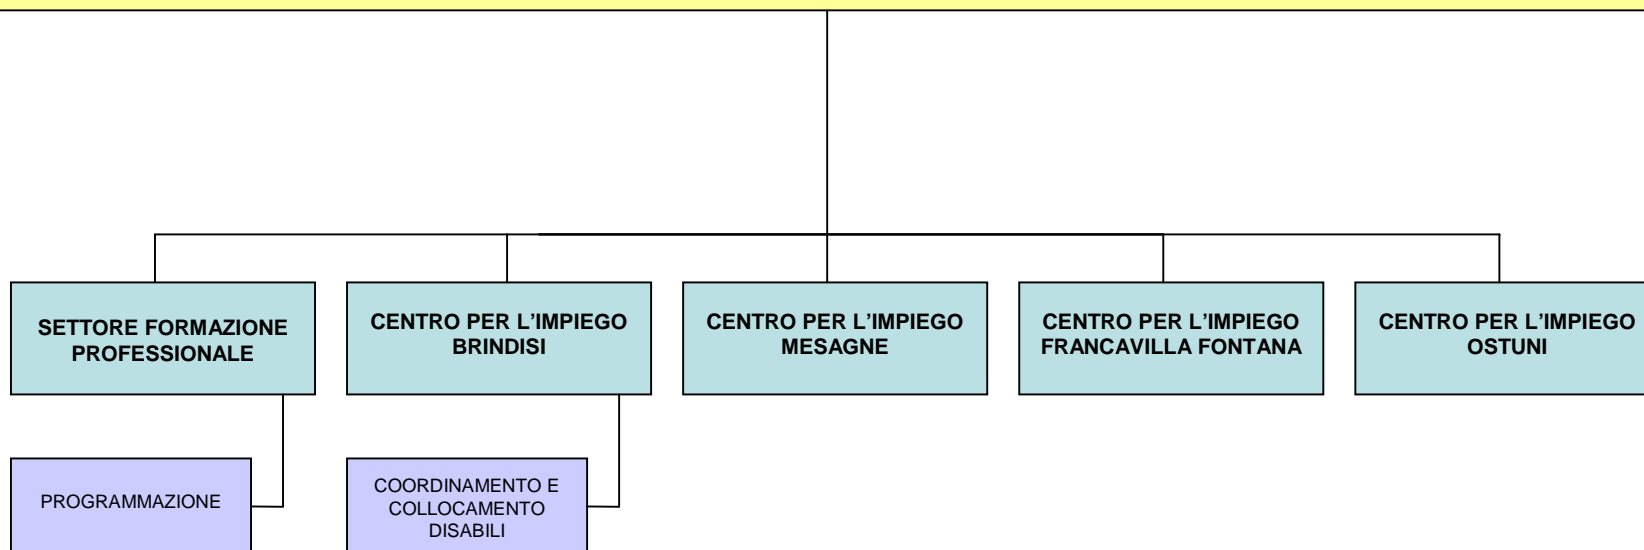 SETTORE FORMAZIONE
PROFESSIONALE
CENTRO PER L’IMPIEGO
BRINDISI
CENTRO PER L’IMPIEGO
MESAGNE
CENTRO PER L’IMPIEGO
FRANCAVILLA FONTANA
CENTRO PER L’IMPIEGO
OSTUNI
PROGRAMMAZIONE
COORDINAMENTO E
COLLOCAMENTO
DISABILI